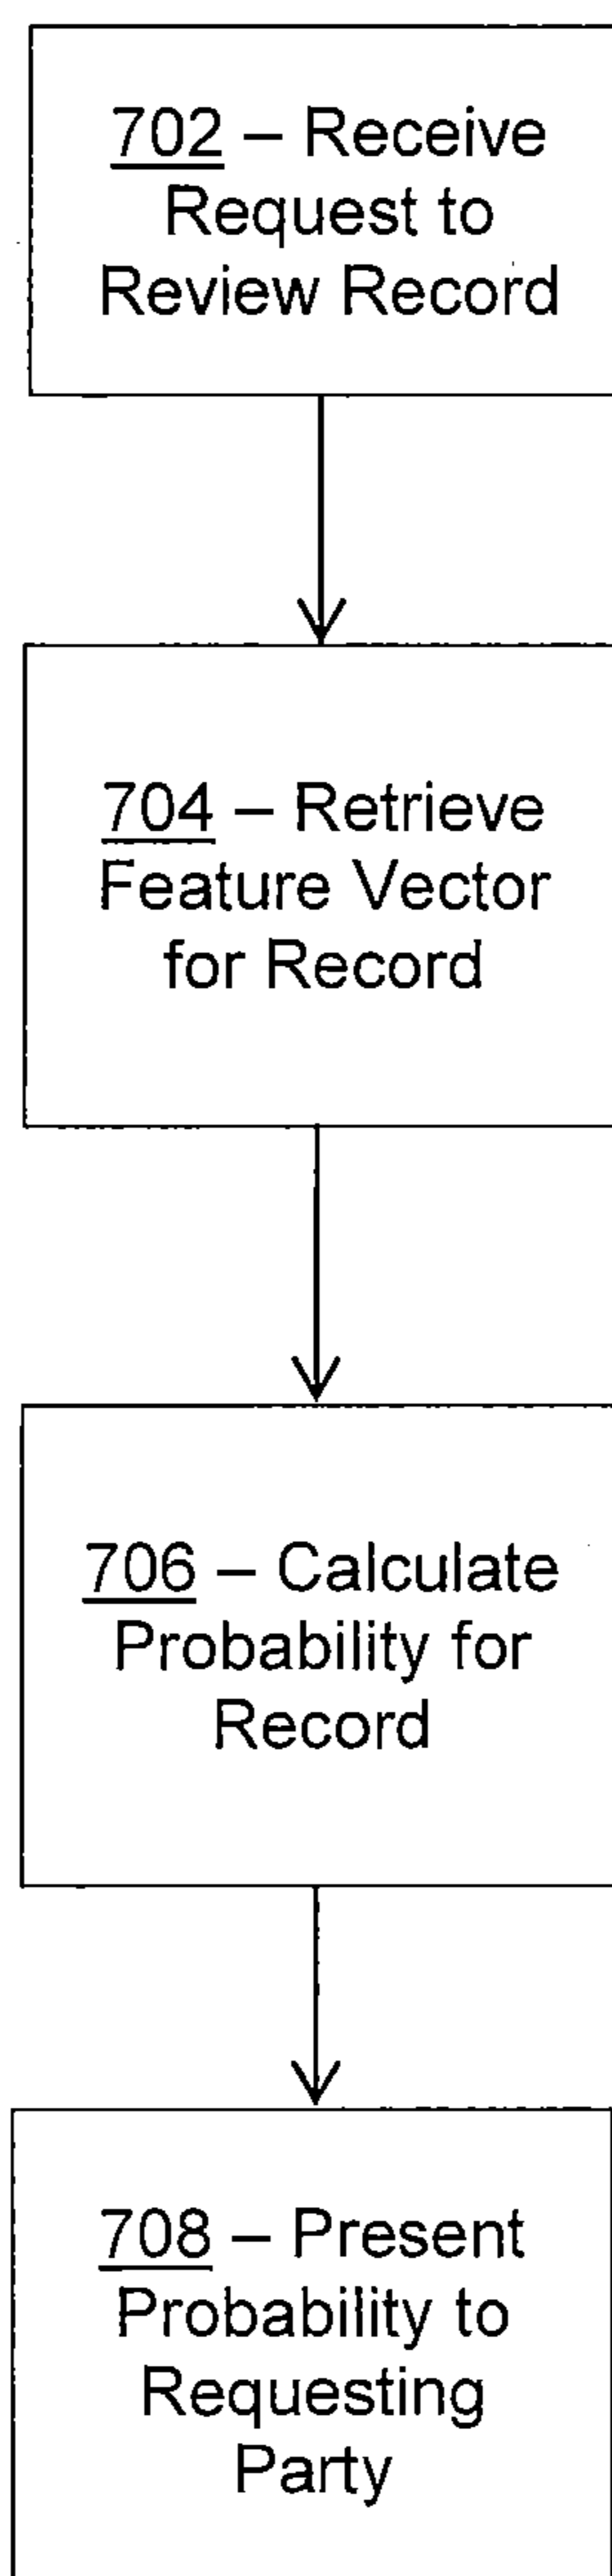 702 – Receive
Request to
Review Record
704 – Retrieve
Feature Vector
for Record
706 – Calculate
Probability for
Record
708 – Present
Probability to
Requesting
Party